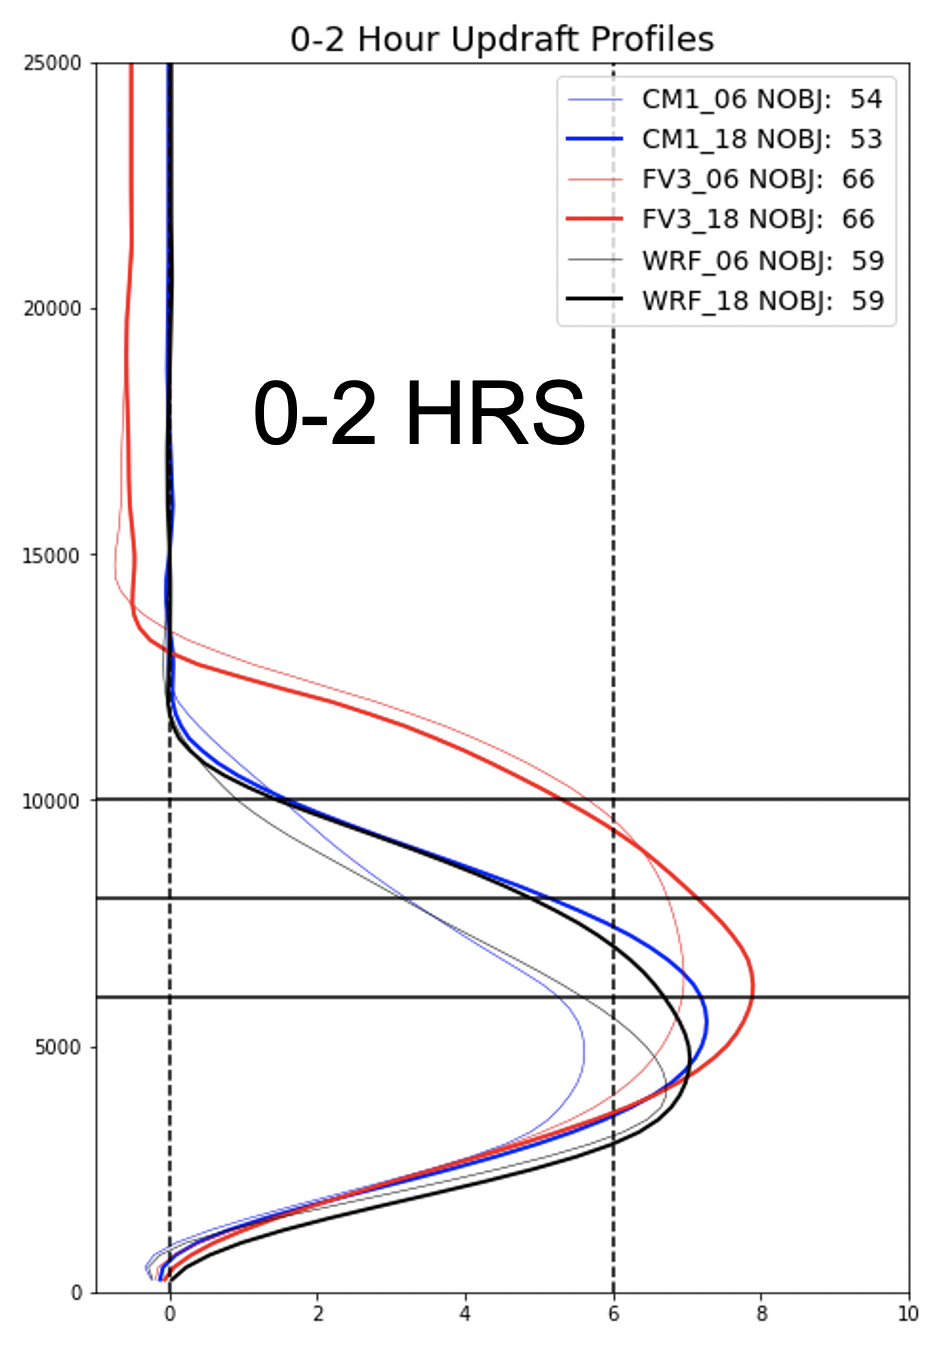 0-2 Hour Updraft Profiles
25000
CM1_06 NOBJ: 54
CM1_18 NOBJ: 53
FV3_06 NOBJ: 66
FV3_18 NOBJ: 66
WRF_06 NOBJ: 59
WRF_18 NOBJ: 59
20000
0-2 HRS
15000
10000
5000
0
0 2 4 6 8 10